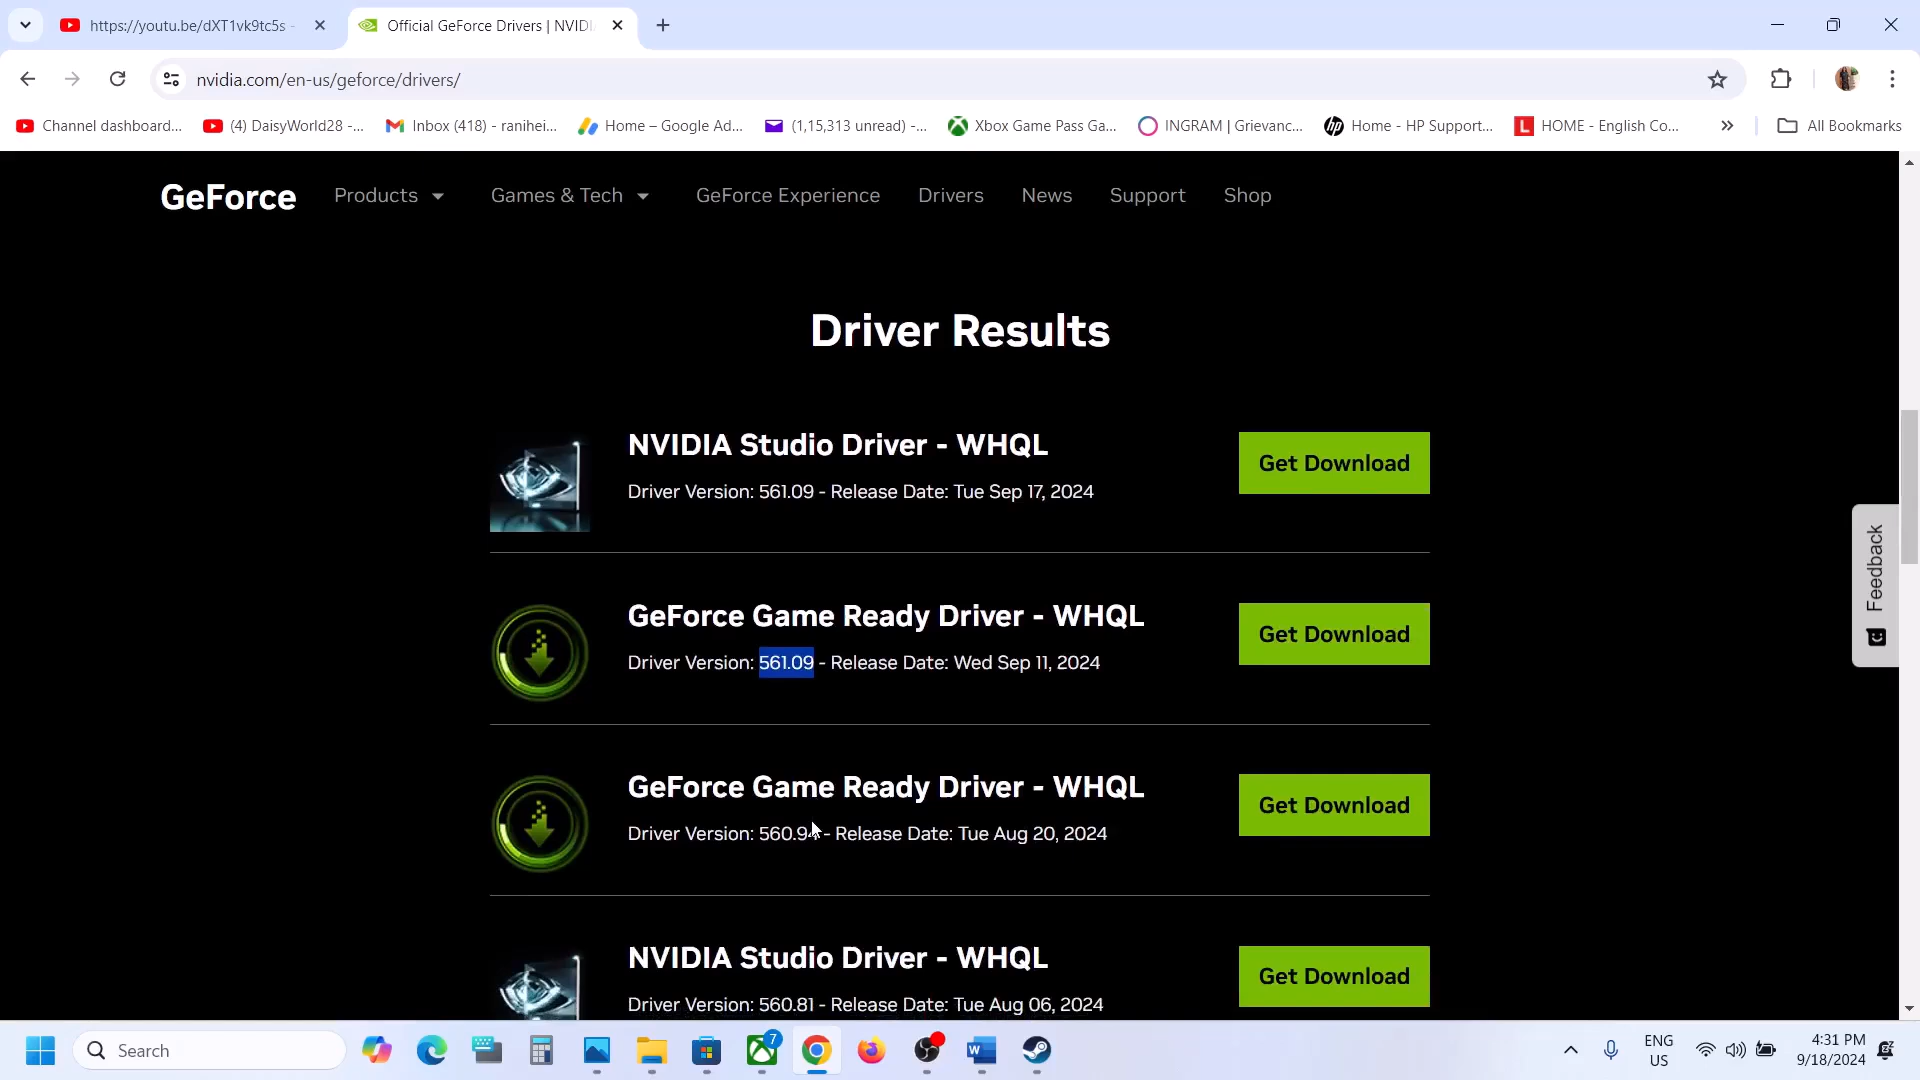 https://youtu.be/dXT1vk9tc5s -
Official GeForce Drivers | NVIDI
nvidia.com/en-us/geforce/drivers/
Channel dashboard...
(4) DaisyWorld28 -...
Inbox (418) - ranihei...
Home – Google Ad...
(1,15,313 unread) -...
Xbox Game Pass Ga...
INGRAM | Grievanc...
Home - HP Support...
HOME - English Co...
All Bookmarks
GeForce
Products
Games & Tech
GeForce Experience
Drivers
News
Support
Shop
Driver Results
NVIDIA Studio Driver - WHQL
Driver Version: 561.09 - Release Date: Tue Sep 17, 2024
Get Download
GeForce Game Ready Driver - WHQL
Driver Version: 561.09 - Release Date: Wed Sep 11, 2024
Get Download
GeForce Game Ready Driver - WHQL
Driver Version: 560.94 - Release Date: Tue Aug 20, 2024
Get Download
NVIDIA Studio Driver - WHQL
Driver Version: 560.81 - Release Date: Tue Aug 06, 2024
Get Download
Feedback
Search
7
ENG
US
4:31 PM
9/18/2024